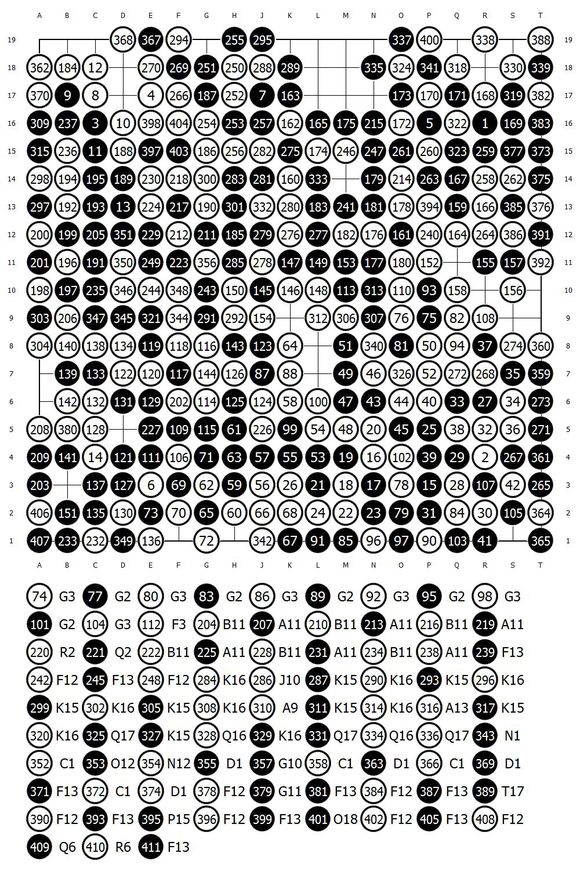 A B C D E F G H J K L M N O P Q R S T
19 368 367 294 255 295 337 400 338 388
18 362 184 12 270 269 251 250 288 289 335 324 341 318 330 339
17 370 9 8 4 266 187 252 7 163 173 170 171 168 319 382
16 309 237 3 10 398 404 254 253 257 162 165 175 215 172 5 322 1 169 383
15 315 236 11 188 397 403 186 256 282 275 174 246 247 261 260 323 259 377 373
14 298 194 195 189 230 218 300 283 281 160 333 179 214 263 167 258 262 375
13 297 192 193 13 224 217 190 301 332 280 183 241 181 178 394 159 166 385 376
12 200 199 205 351 229 212 211 185 279 276 277 182 176 161 240 164 264 386 391
11 201 196 191 350 249 223 356 285 278 147 149 153 177 180 152 155 157 392
10 198 197 235 346 244 348 243 150 145 146 148 113 313 110 93 158 156
9 303 206 347 345 321 344 291 292 154 312 306 307 76 75 82 108
8 304 140 138 134 119 118 116 143 123 64 51 340 81 50 94 37 274 360
7 139 133 122 120 117 144 126 87 88 49 46 326 52 272 268 35 359
6 142 132 131 129 202 114 125 124 58 100 47 43 44 40 33 27 34 273
5 208 380 128 227 109 115 61 226 99 54 48 20 45 25 38 32 36 271
4 209 141 14 121 111 106 71 63 57 55 53 19 16 102 39 29 2 267 361
3 203 137 127 6 69 62 59 56 26 21 18 17 78 15 28 107 42 265
2 406 151 135 130 73 70 65 60 66 68 24 22 23 79 31 84 30 105 364
1 407 233 232 349 136 72 342 67 91 85 96 97 90 103 41 365
A B C D E F G H J K L M N O P Q R S T
74 G3 77 G2 80 G3 83 G2 86 G3 89 G2 92 G3 95 G2 98 G3
101 G2 104 G3 112 F3 204 B11 207 A11 210 B11 213 A11 216 B11 219 A11
220 R2 221 Q2 222 B11 225 A11 228 B11 231 A11 234 B11 238 A11 239 F13
242 F12 245 F13 248 F12 284 K16 286 J10 287 K15 290 K16 293 K15 296 K16
299 K15 302 K16 305 K15 308 K16 310 A9 311 K15 314 K16 316 A13 317 K15
320 K16 325 Q17 327 K15 328 Q16 329 K16 331 Q17 334 Q16 336 Q17 343 N1
352 C1 353 O12 354 N12 355 D1 357 G10 358 C1 363 D1 366 C1 369 D1
371 F13 372 C1 374 D1 378 F12 379 G11 381 F13 384 F12 387 F13 389 T17
390 F12 393 F13 395 P15 396 F12 399 F13 401 O18 402 F12 405 F13 408 F12
409 Q6 410 R6 411 F13